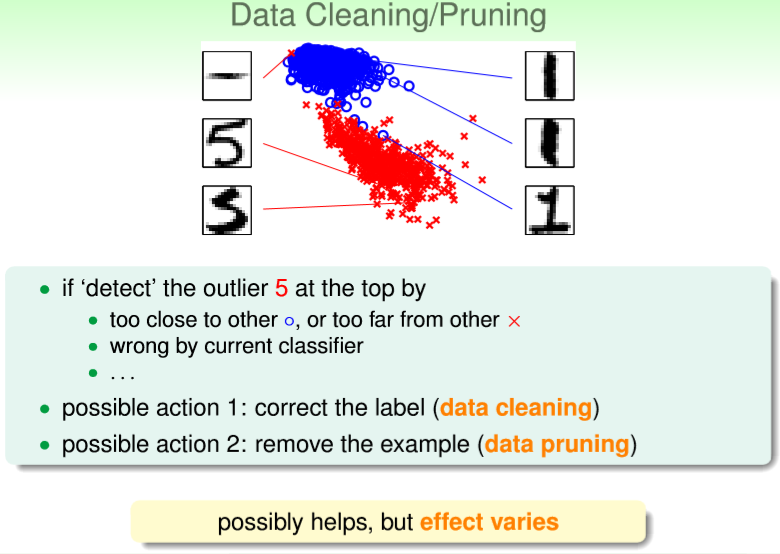 Data Cleaning/Pruning
• if ‘detect’ the outlier 5 at the top by
• too close to other ○, or too far from other ×
• wrong by current classifier
• ...
• possible action 1: correct the label (data cleaning)
• possible action 2: remove the example (data pruning)
possibly helps, but effect varies